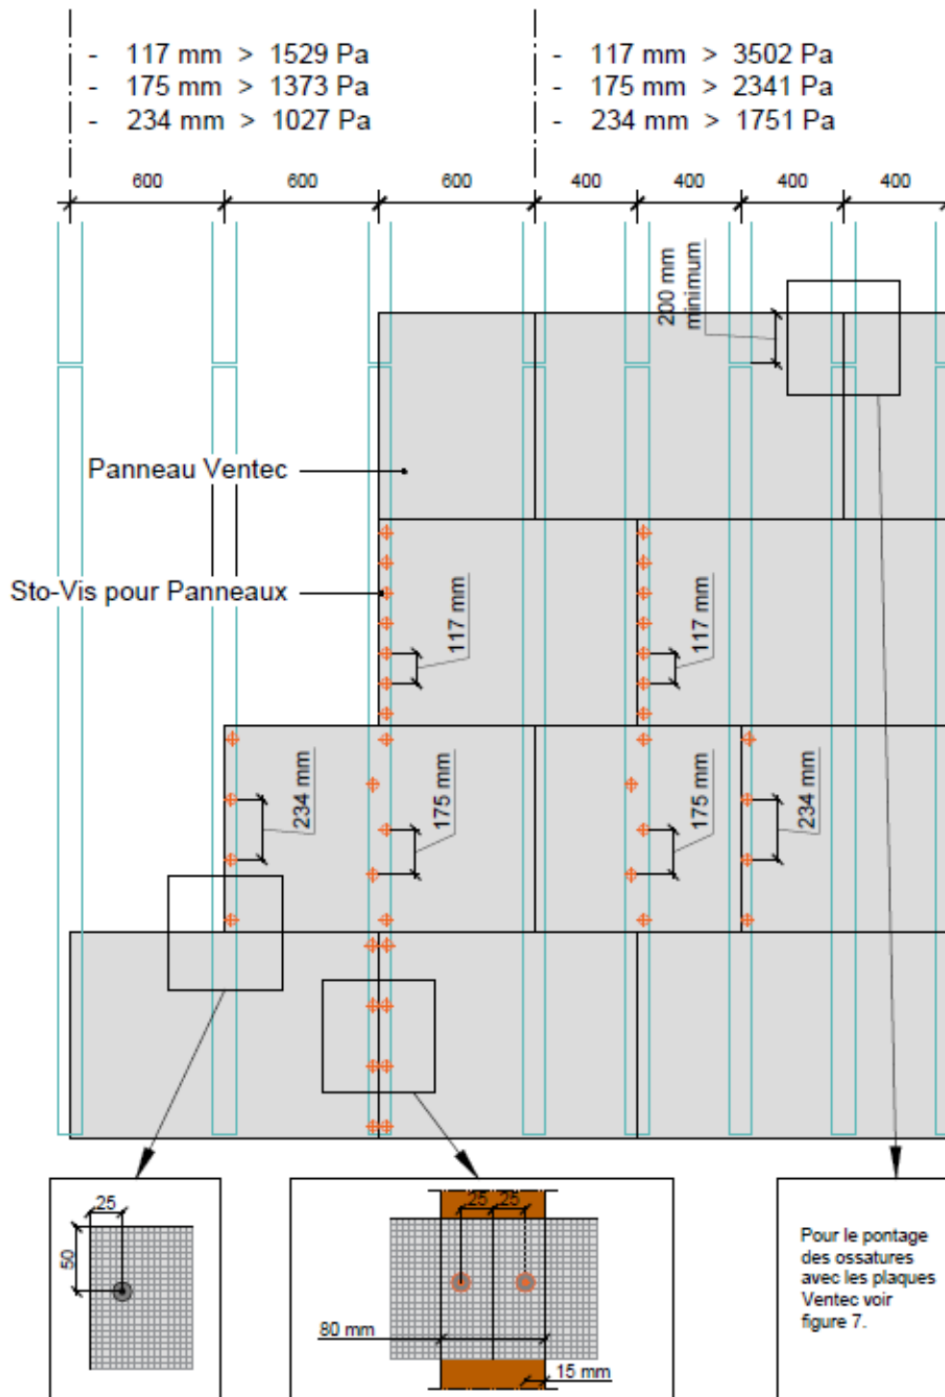 - 117 mm > 1529 Pa
- 175 mm > 1373 Pa
- 234 mm > 1027 Pa
- 117 mm > 3502 Pa
- 175 mm > 2341 Pa
- 234 mm > 1751 Pa
600 600 600 400 400 400 400
200 mm
minimum
Panneau Ventec
Sto-Vis pour Panneaux
117 mm
117 mm
234 mm
175 mm
175 mm
234 mm
25
50
25 25
80 mm
15 mm
Pour le pontage
des ossatures
avec les plaques
Ventec voir
figure 7.